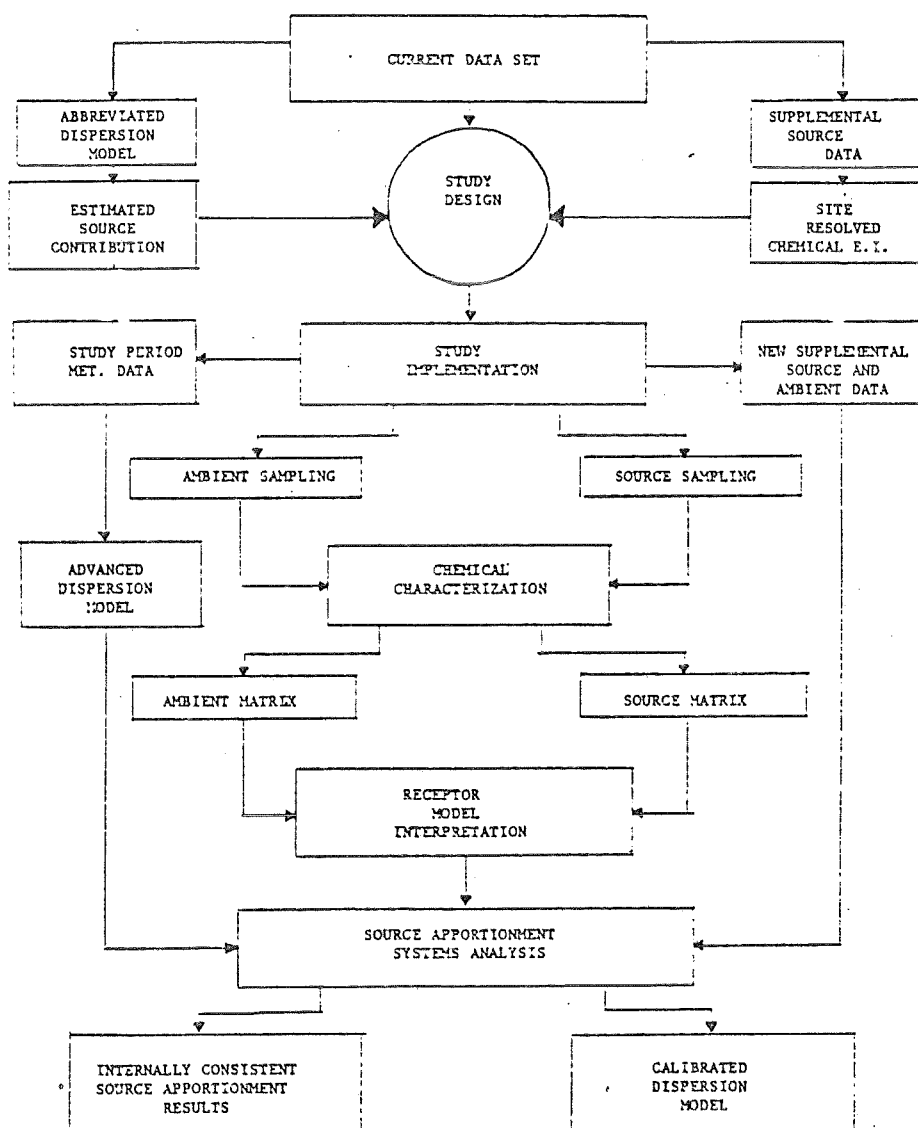 CURRENT DATA SET
ABBREVIATED
DISPERSION
MODEL
SUPPLEMENTAL
SOURCE
DATA
STUDY
DESIGN
ESTIMATED
SOURCE
CONTRIBUTION
SITE
RESOLVED
CHEMICAL E.I.
STUDY PERIOD
MET. DATA
STUDY
IMPLEMENTATION
NEW SUPPLEMENTAL
SOURCE AND
AMBIENT DATA
AMBIENT SAMPLING
SOURCE SAMPLING
ADVANCED
DISPERSION
MODEL
CHEMICAL
CHARACTERIZATION
AMBIENT MATRIX
SOURCE MATRIX
RECEPTOR
MODEL
INTERPRETATION
SOURCE APPORTIONMENT
SYSTEMS ANALYSIS
INTERNALLY CONSISTENT
SOURCE APPORTIONMENT
RESULTS
CALIBRATED
DISPERSION
MODEL